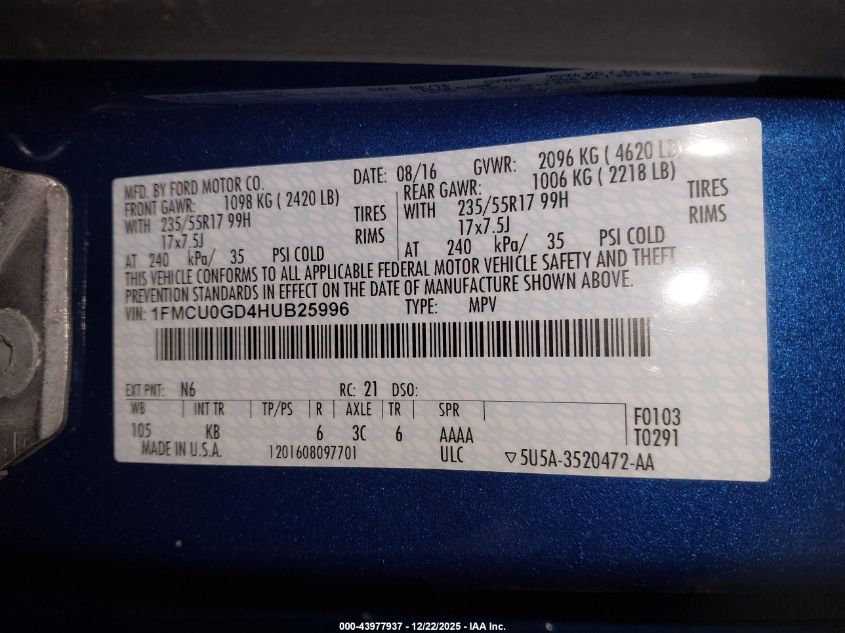 MFD. BY FORD MOTOR CO.
DATE: 08/16 GVWR: 2096 KG ( 4620 LB)
FRONT GAWR: 1098 KG ( 2420 LB)
REAR GAWR: 1006 KG ( 2218 LB)
WITH 235/55R17 99H TIRES
WITH 235/55R17 99H TIRES
17x7.5J RIMS
17x7.5J RIMS
AT 240 kPa/ 35 PSI COLD
AT 240 kPa/ 35 PSI COLD
THIS VEHICLE CONFORMS TO ALL APPLICABLE FEDERAL MOTOR VEHICLE SAFETY AND THEFT
PREVENTION STANDARDS IN EFFECT ON THE DATE OF MANUFACTURE SHOWN ABOVE.
VIN: 1FMCU0GD4HUB25996 TYPE: MPV
EXT PNT: N6 RC: 21 DSO:
WB INT TR TP/PS R AXLE TR SPR
105 KB 6 3C 6 AAAA
F0103
T0291
MADE IN U.S.A. 1201608097701 ULC ▽5U5A-3520472-AA
000-43977937 - 12/22/2025 - IAA Inc.